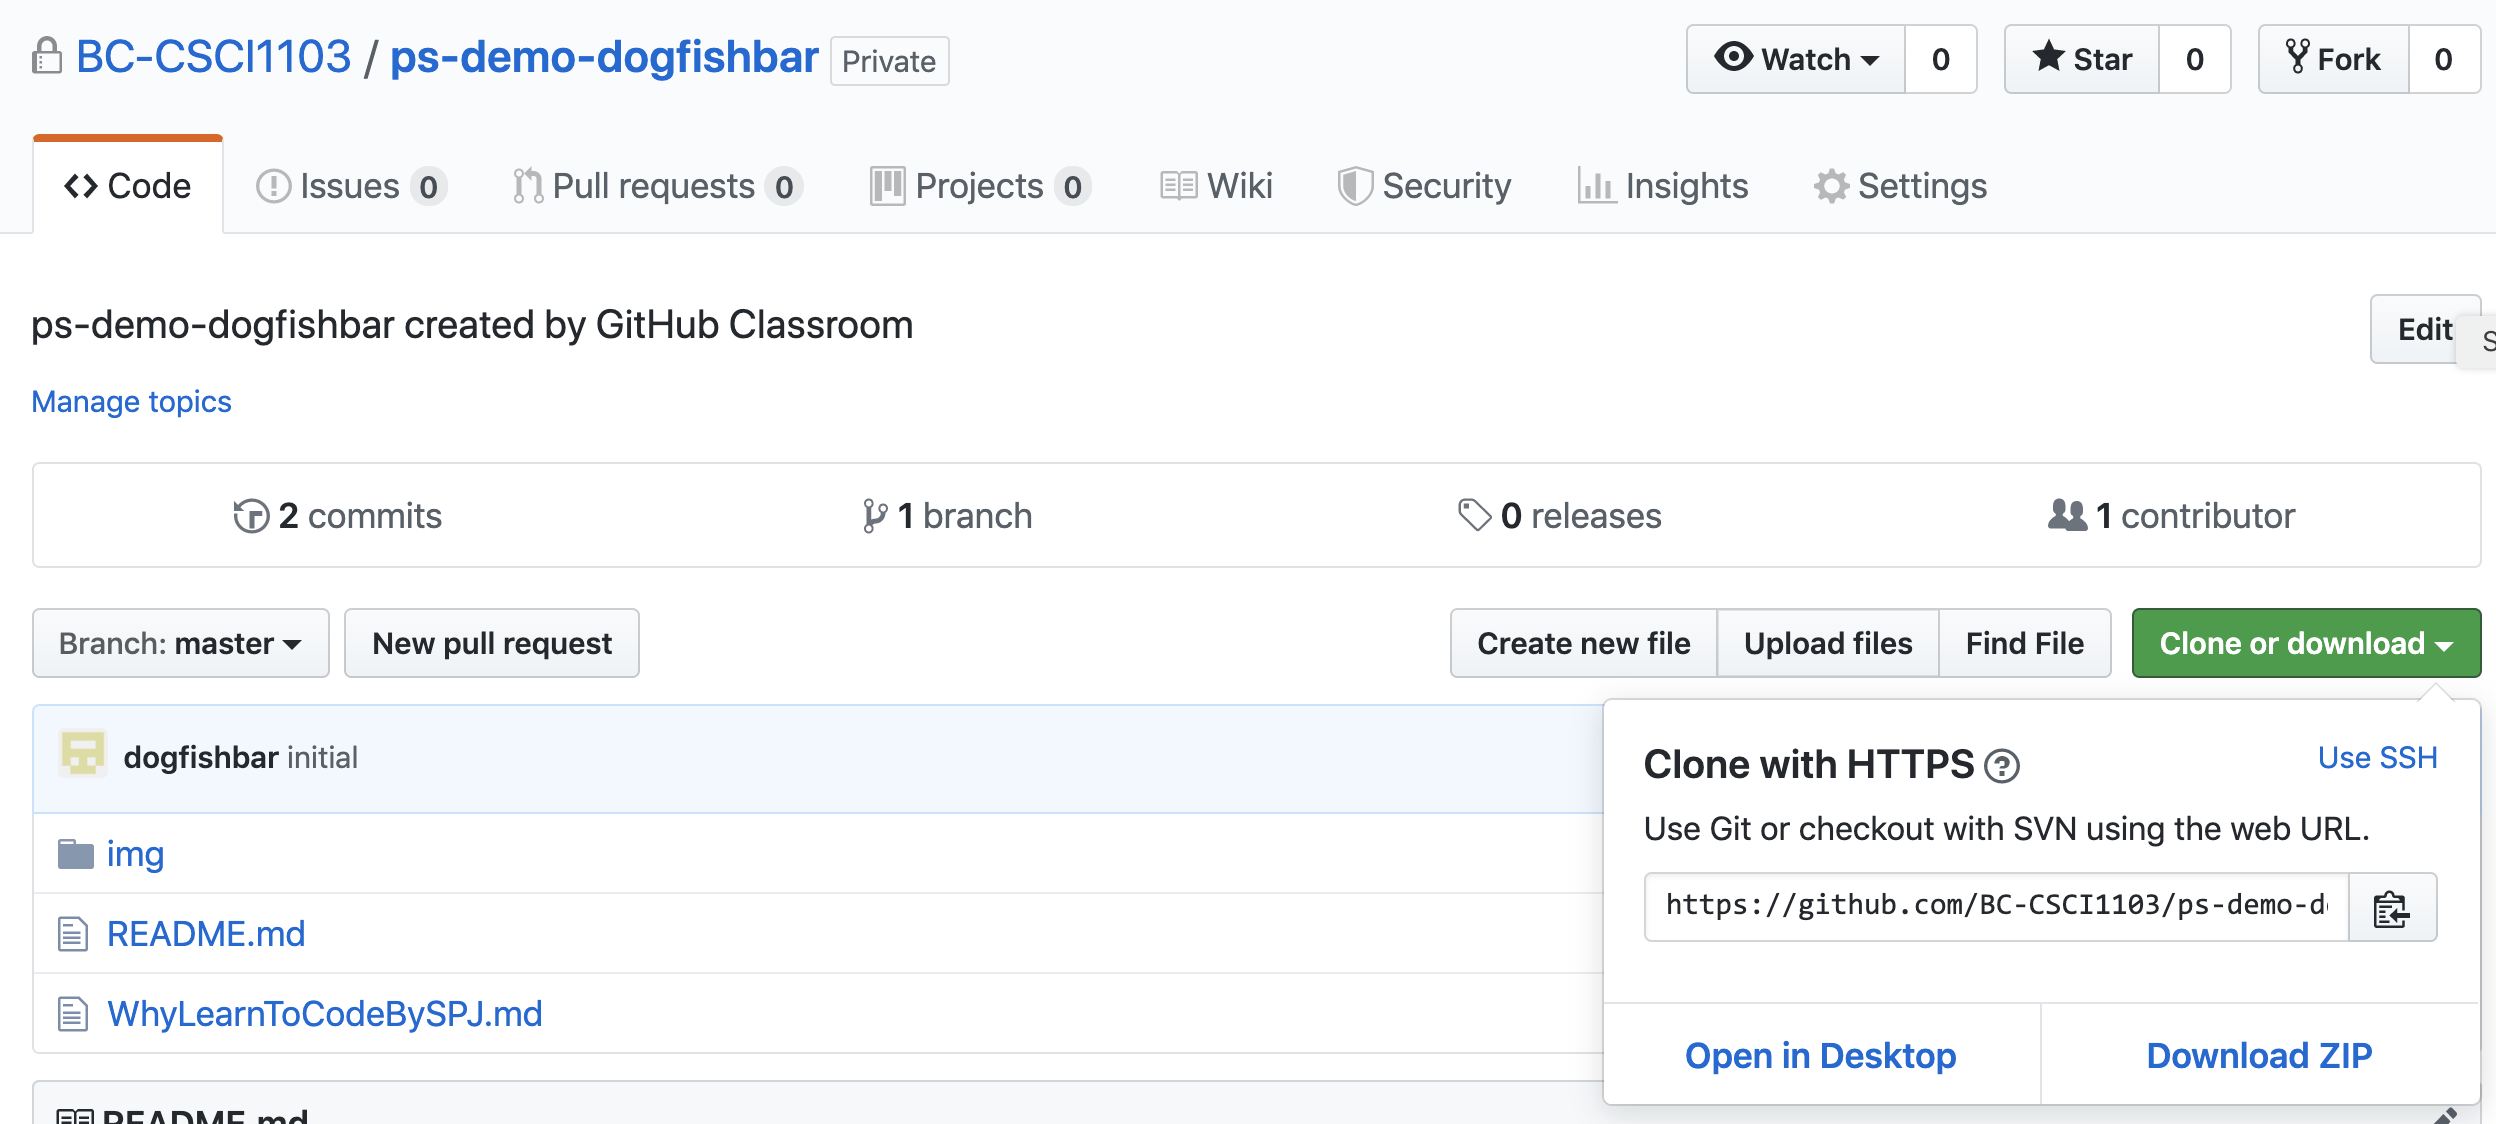 BC-CSCI1103 / ps-demo-dogfishbar Private Watch 0 Star 0 Fork 0
Code Issues 0 Pull requests 0 Projects 0 Wiki Security Insights Settings
ps-demo-dogfishbar created by GitHub Classroom Edit S
Manage topics
2 commits 1 branch 0 releases 1 contributor
Branch: master New pull request Create new file Upload files Find File Clone or download
dogfishbar initial
img
README.md
WhyLearnToCodeBySPJ.md
README.md
Clone with HTTPS ? Use SSH
Use Git or checkout with SVN using the web URL.
https://github.com/BC-CSCI1103/ps-demo-d
Open in Desktop Download ZIP